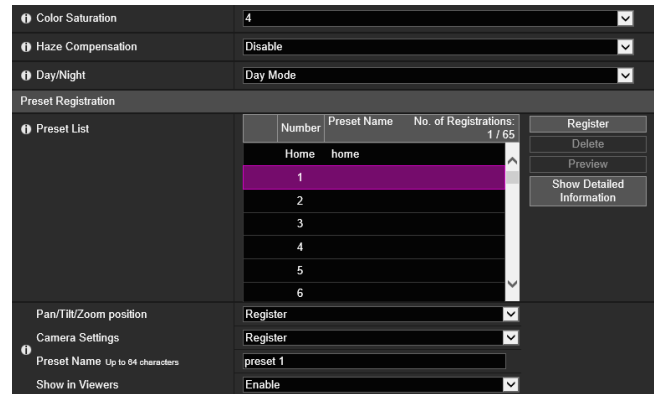 Color Saturation 4
Haze Compensation Disable
Day/Night Day Mode
Preset Registration
Preset List
Number Preset Name No. of Registrations:
1 / 65
Home home
1
2
3
4
5
6
Register
Delete
Preview
Show Detailed
Information
Pan/Tilt/Zoom position Register
Camera Settings Register
Preset Name Up to 64 characters preset 1
Show in Viewers Enable